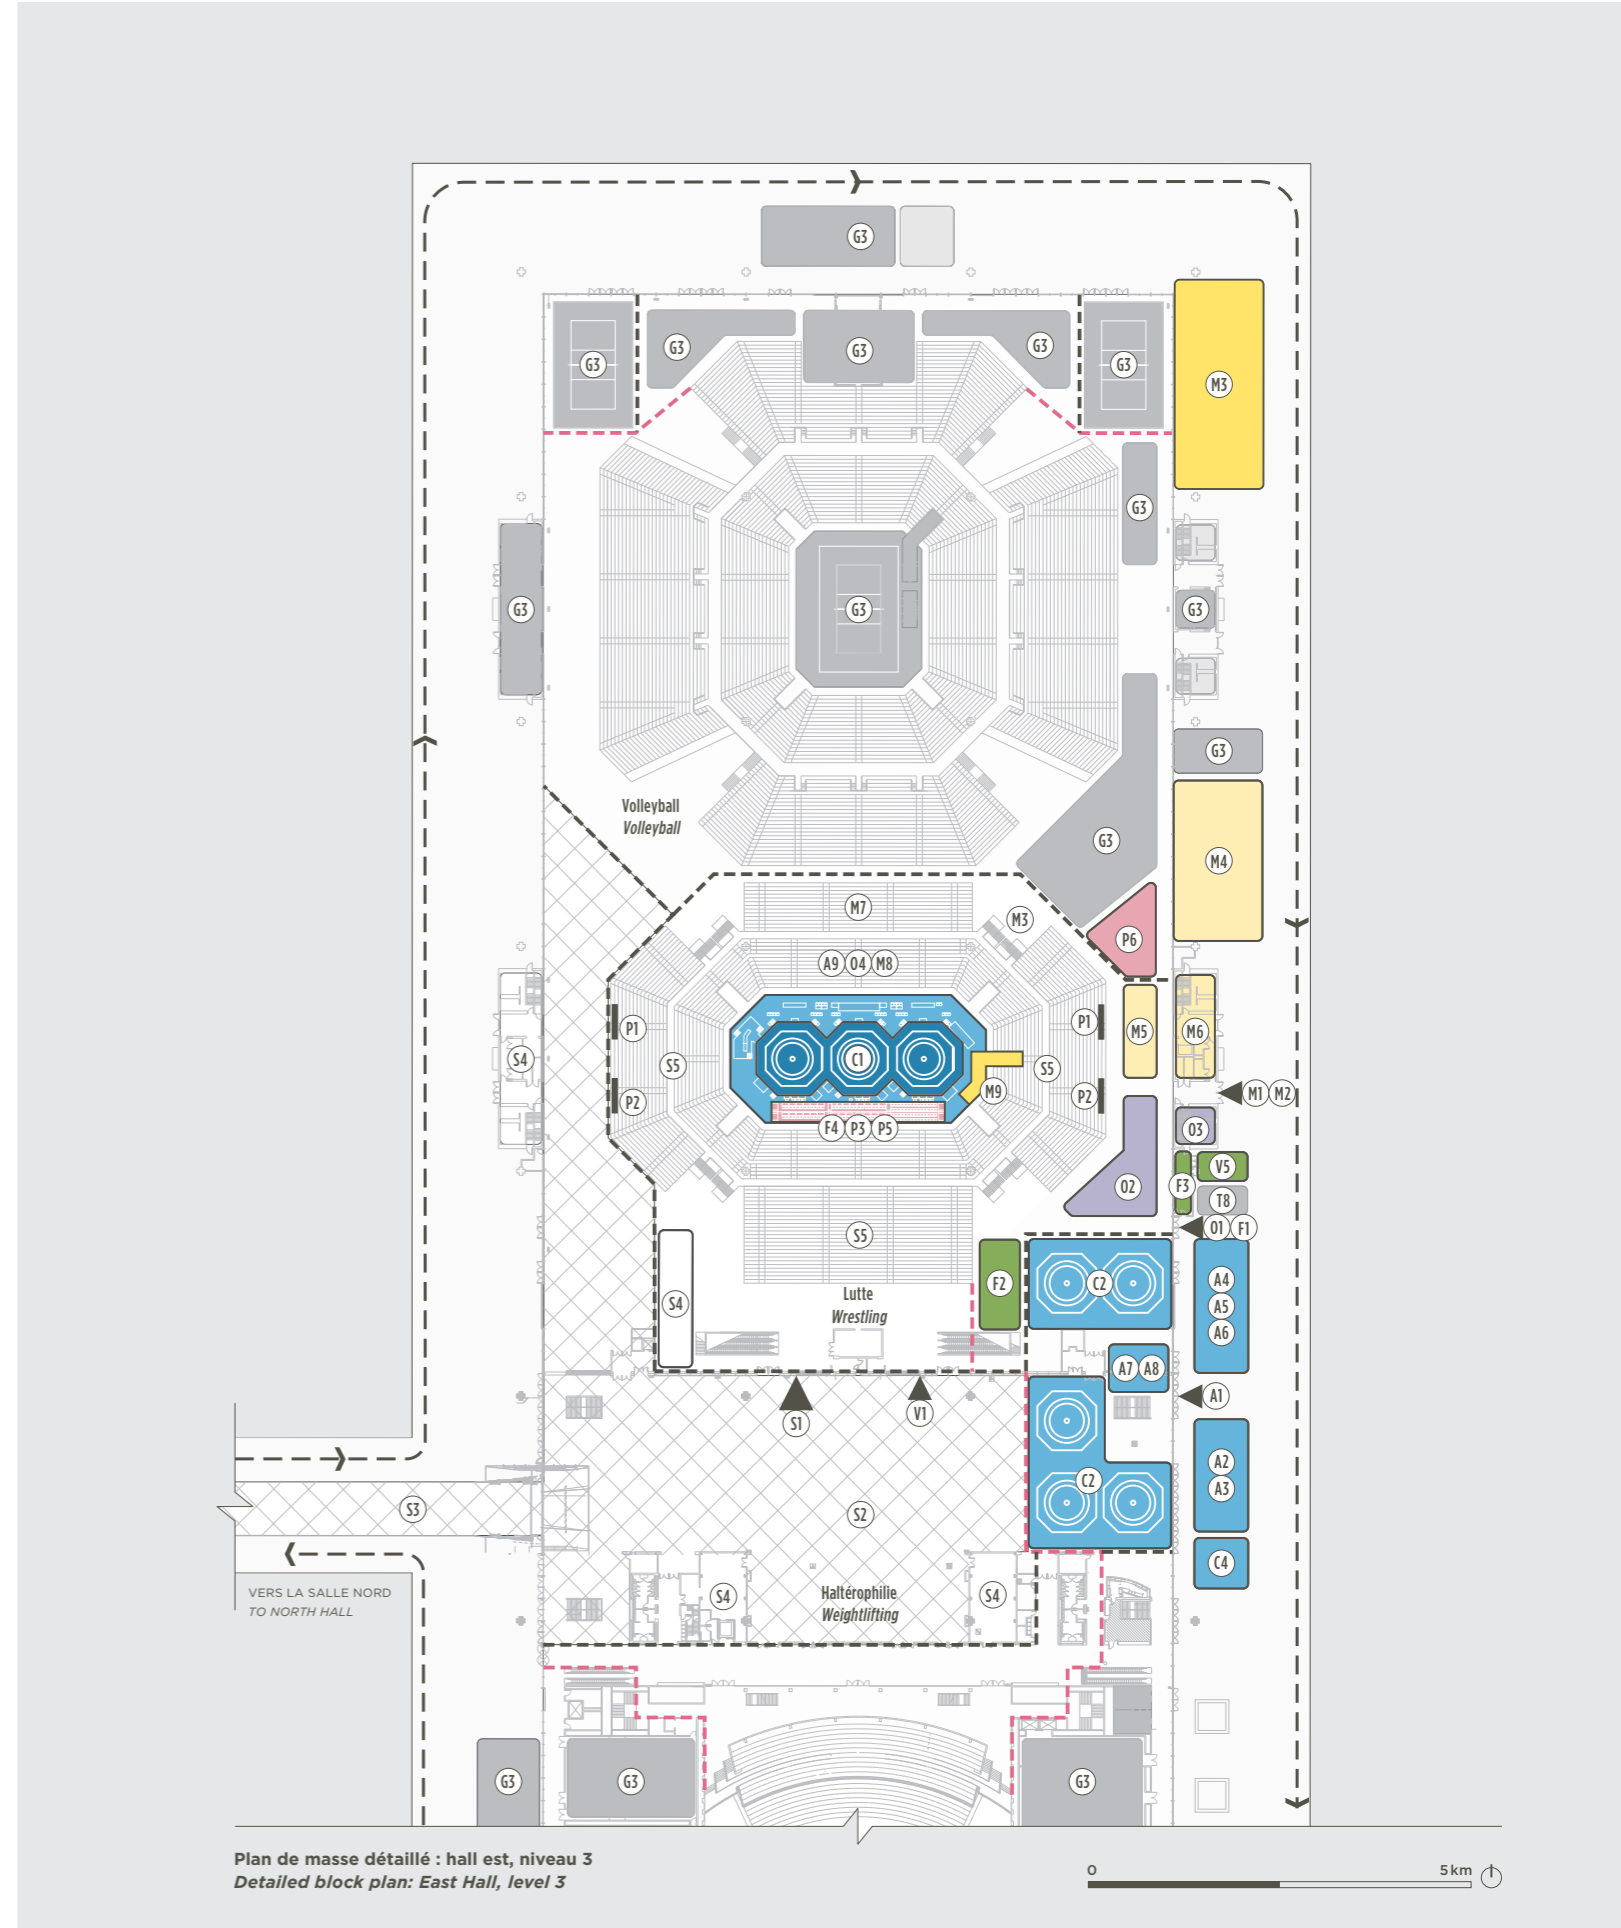 G3
G3
G3
G3
G3
G3
M3
G3
G3
G3
G3
G3
M4
G3
Volleyball
Volleyball
M7
M3
P6
A9 O4 M8
P1
P1
M5
M6
S4
C1
S5
S5
M9
M1 M2
P2
P2
F4 P3 P5
O3
V5
O2
F3
T8
O1 F1
S5
F2
C2
A4
A5
A6
S4
Lutte
Wrestling
A7 A8
A1
S1
V1
A2
A3
C2
S3
S2
C4
VERS LA SALLE NORD
TO NORTH HALL
S4
Haltérophilie
Weightlifting
S4
G3
G3
G3
Plan de masse détaillé : hall est, niveau 3
Detailed block plan: East Hall, level 3
0 5 km